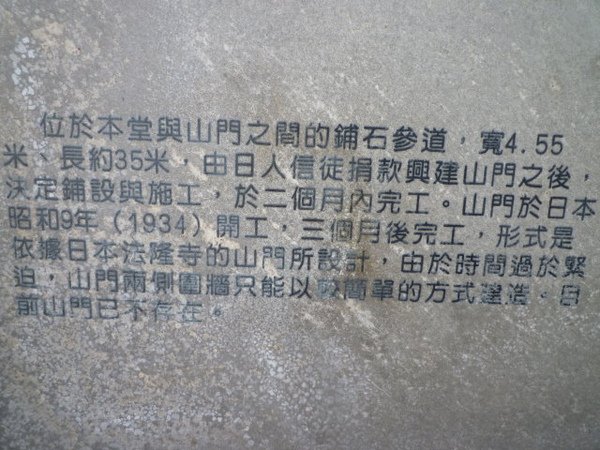 位於本堂與山門之間的鋪石參道，寬4.55
米、長約35米，由日人信徒捐款興建山門之後，
決定鋪設與施工，於二個月內完工。山門於日本
昭和9年（1934）開工，三個月後完工，形式是
依據日本法隆寺的山門所設計，由於時間過於緊
迫，山門兩側圍牆只能以較簡單的方式建造。目
前山門已不存在。